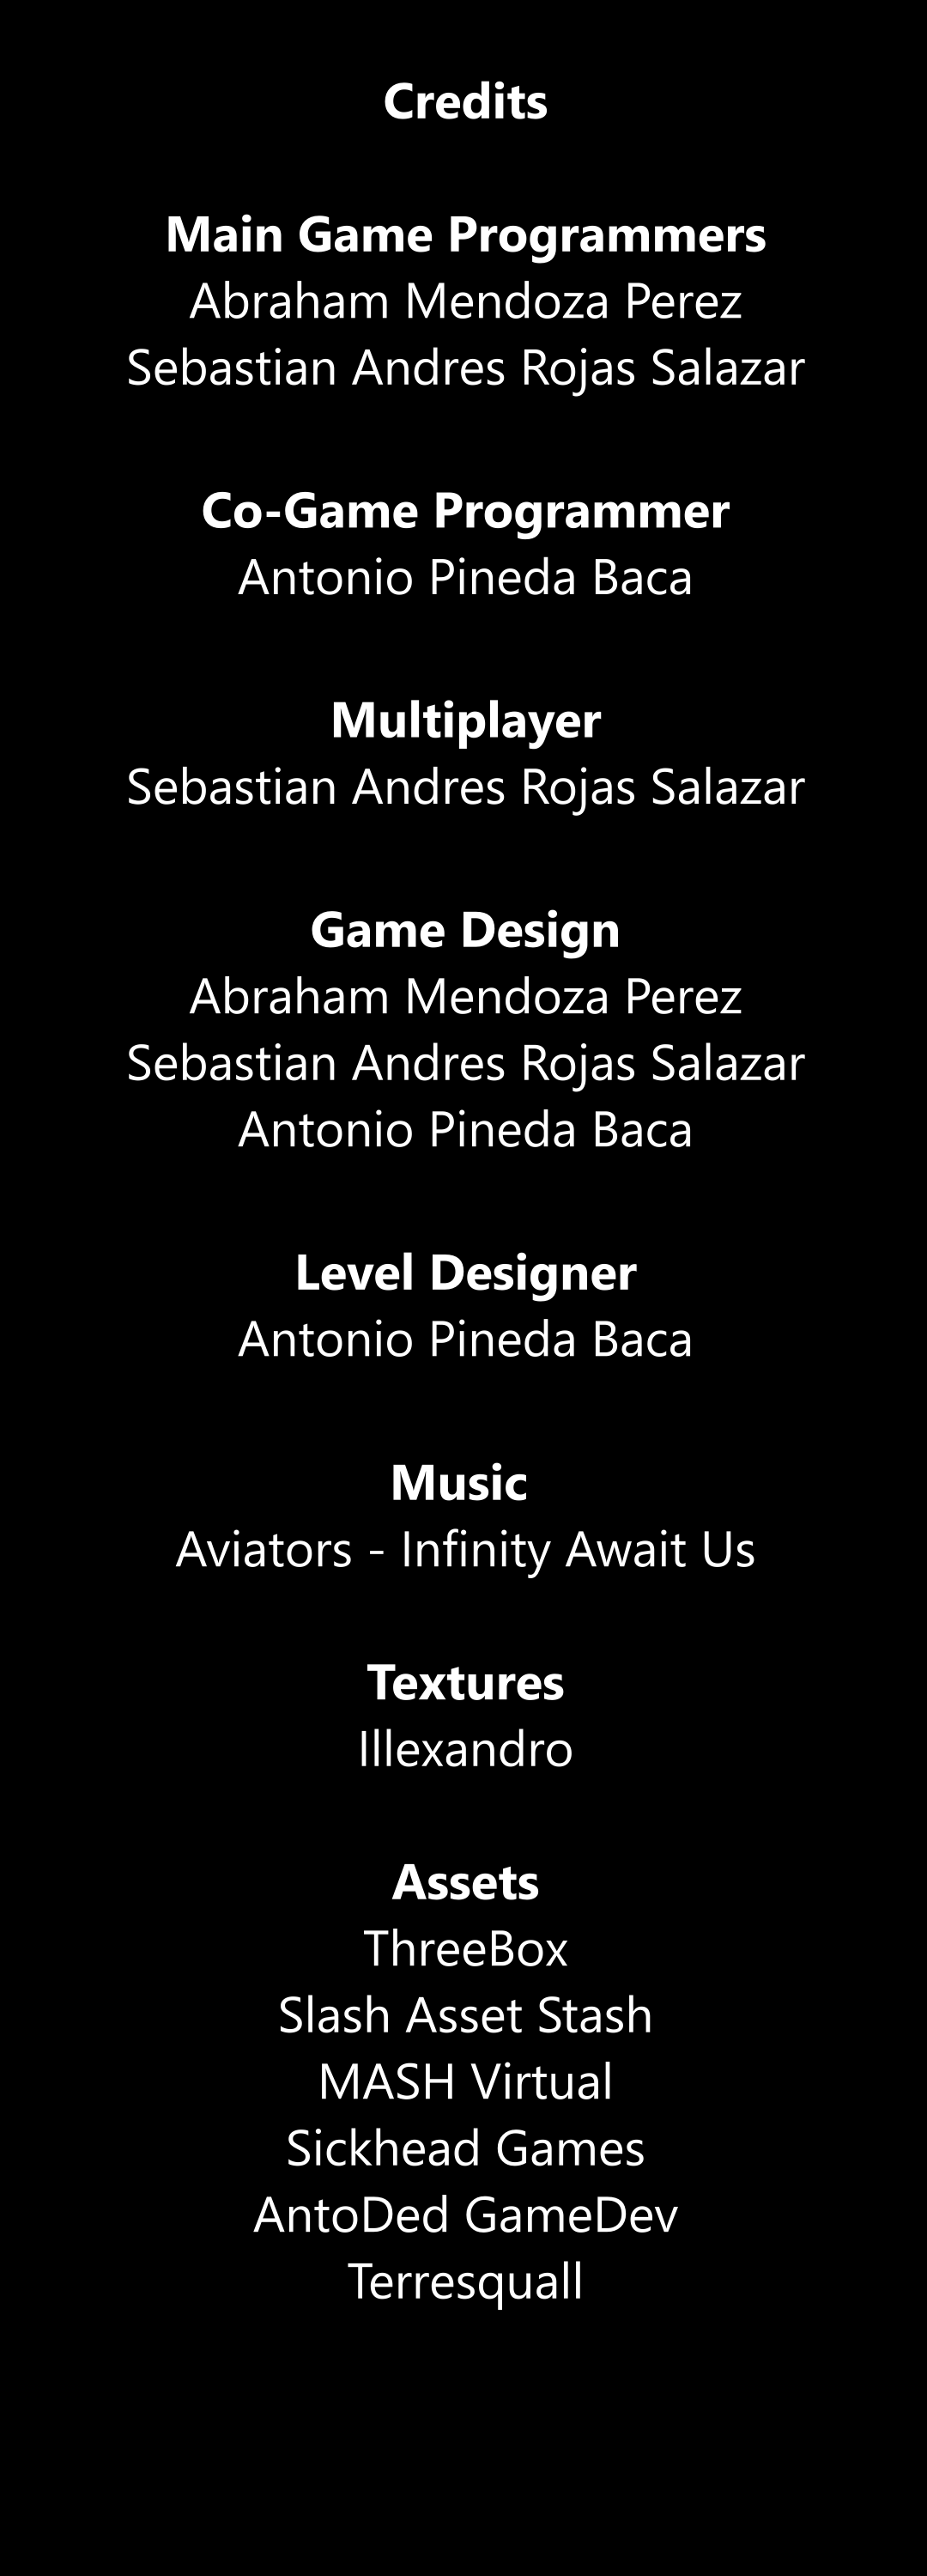 Credits
Main Game Programmers
Abraham Mendoza Perez
Sebastian Andres Rojas Salazar
Co-Game Programmer
Antonio Pineda Baca
Multiplayer
Sebastian Andres Rojas Salazar
Game Design
Abraham Mendoza Perez
Sebastian Andres Rojas Salazar
Antonio Pineda Baca
Level Designer
Antonio Pineda Baca
Music
Aviators - Infinity Await Us
Textures
Illexandro
Assets
ThreeBox
Slash Asset Stash
MASH Virtual
Sickhead Games
AntoDed GameDev
Terresquall